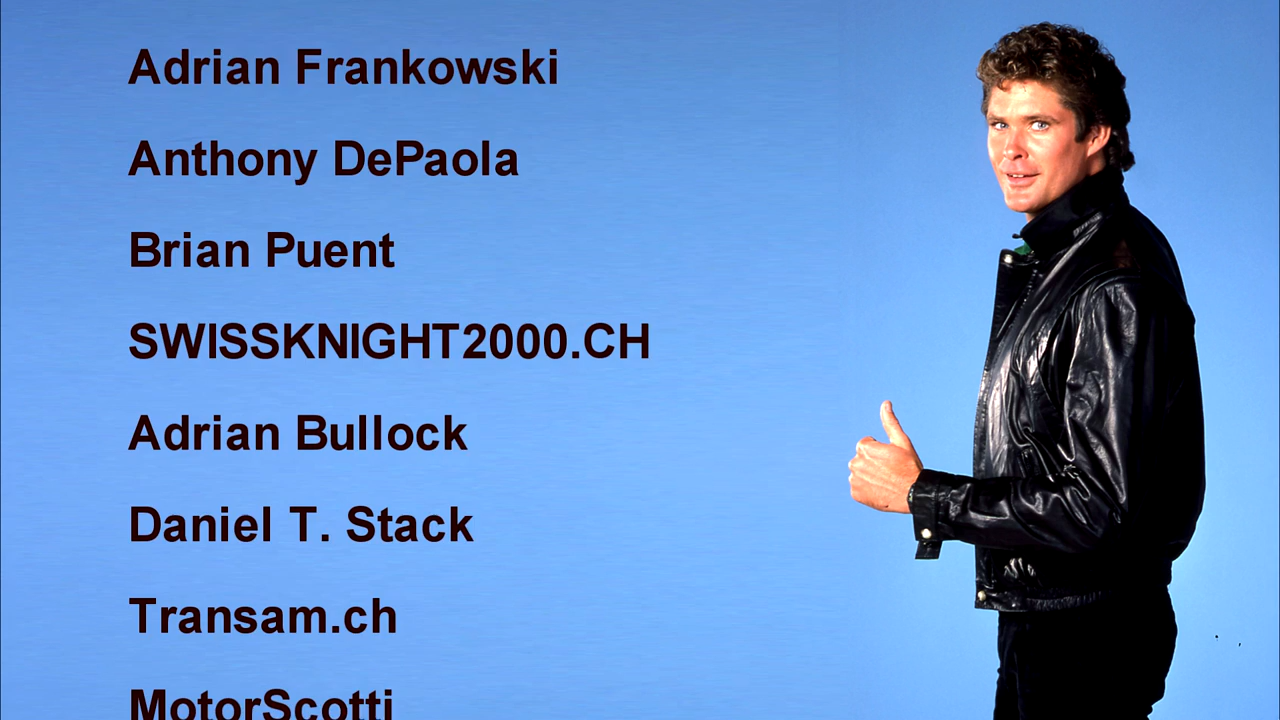 Adrian Frankowski
Anthony DePaola
Brian Puent
SWISSKNIGHT2000.CH
Adrian Bullock
Daniel T. Stack
Transam.ch
MotorScotti